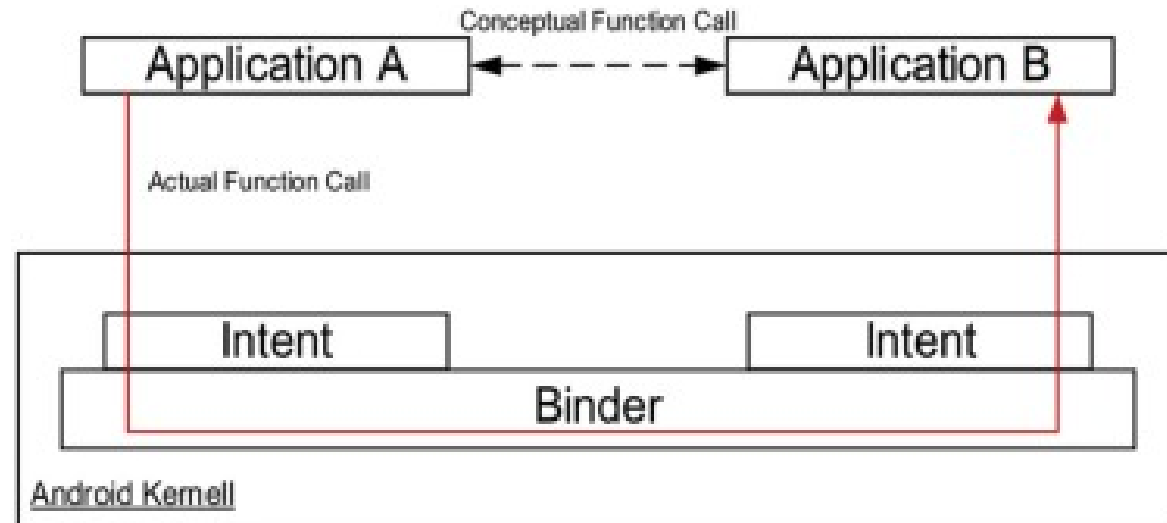 Conceptual Function Call
Application A
Application B
Actual Function Call
Intent
Intent
Binder
Android Kernell